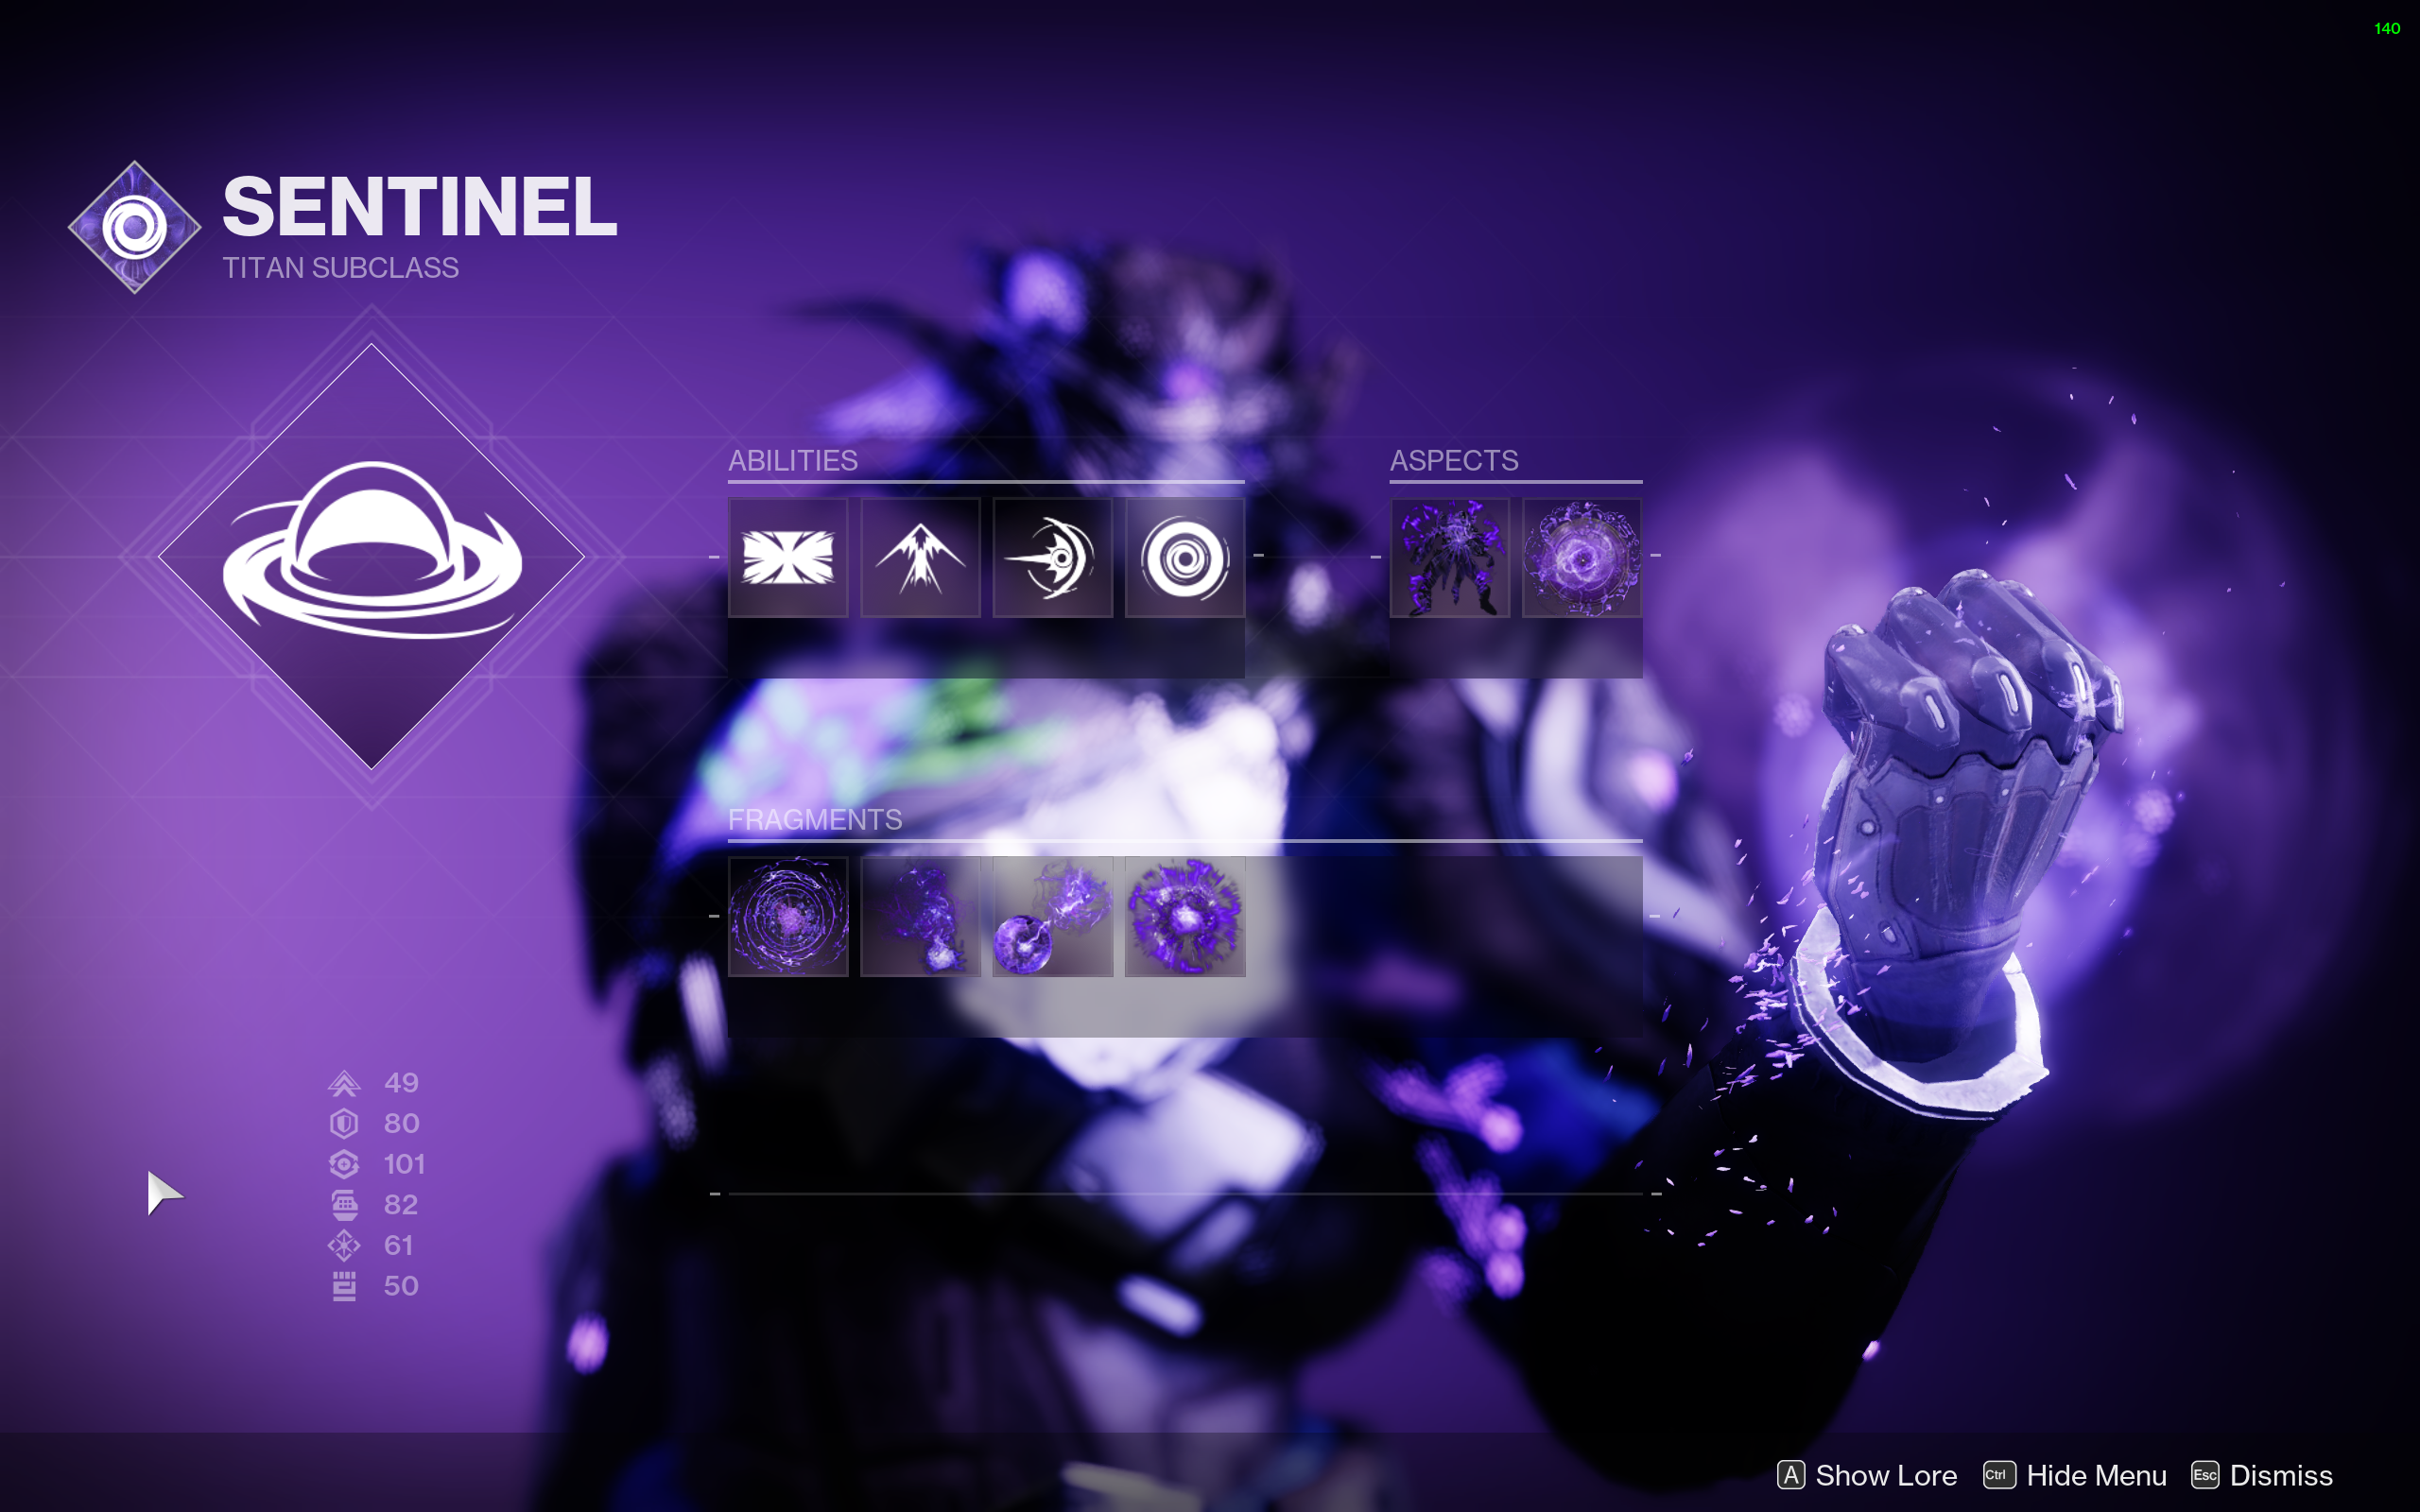 140
SENTINEL
TITAN SUBCLASS
ABILITIES
ASPECTS
FRAGMENTS
49
80
101
82
61
50
A Show Lore Ctrl Hide Menu Esc Dismiss